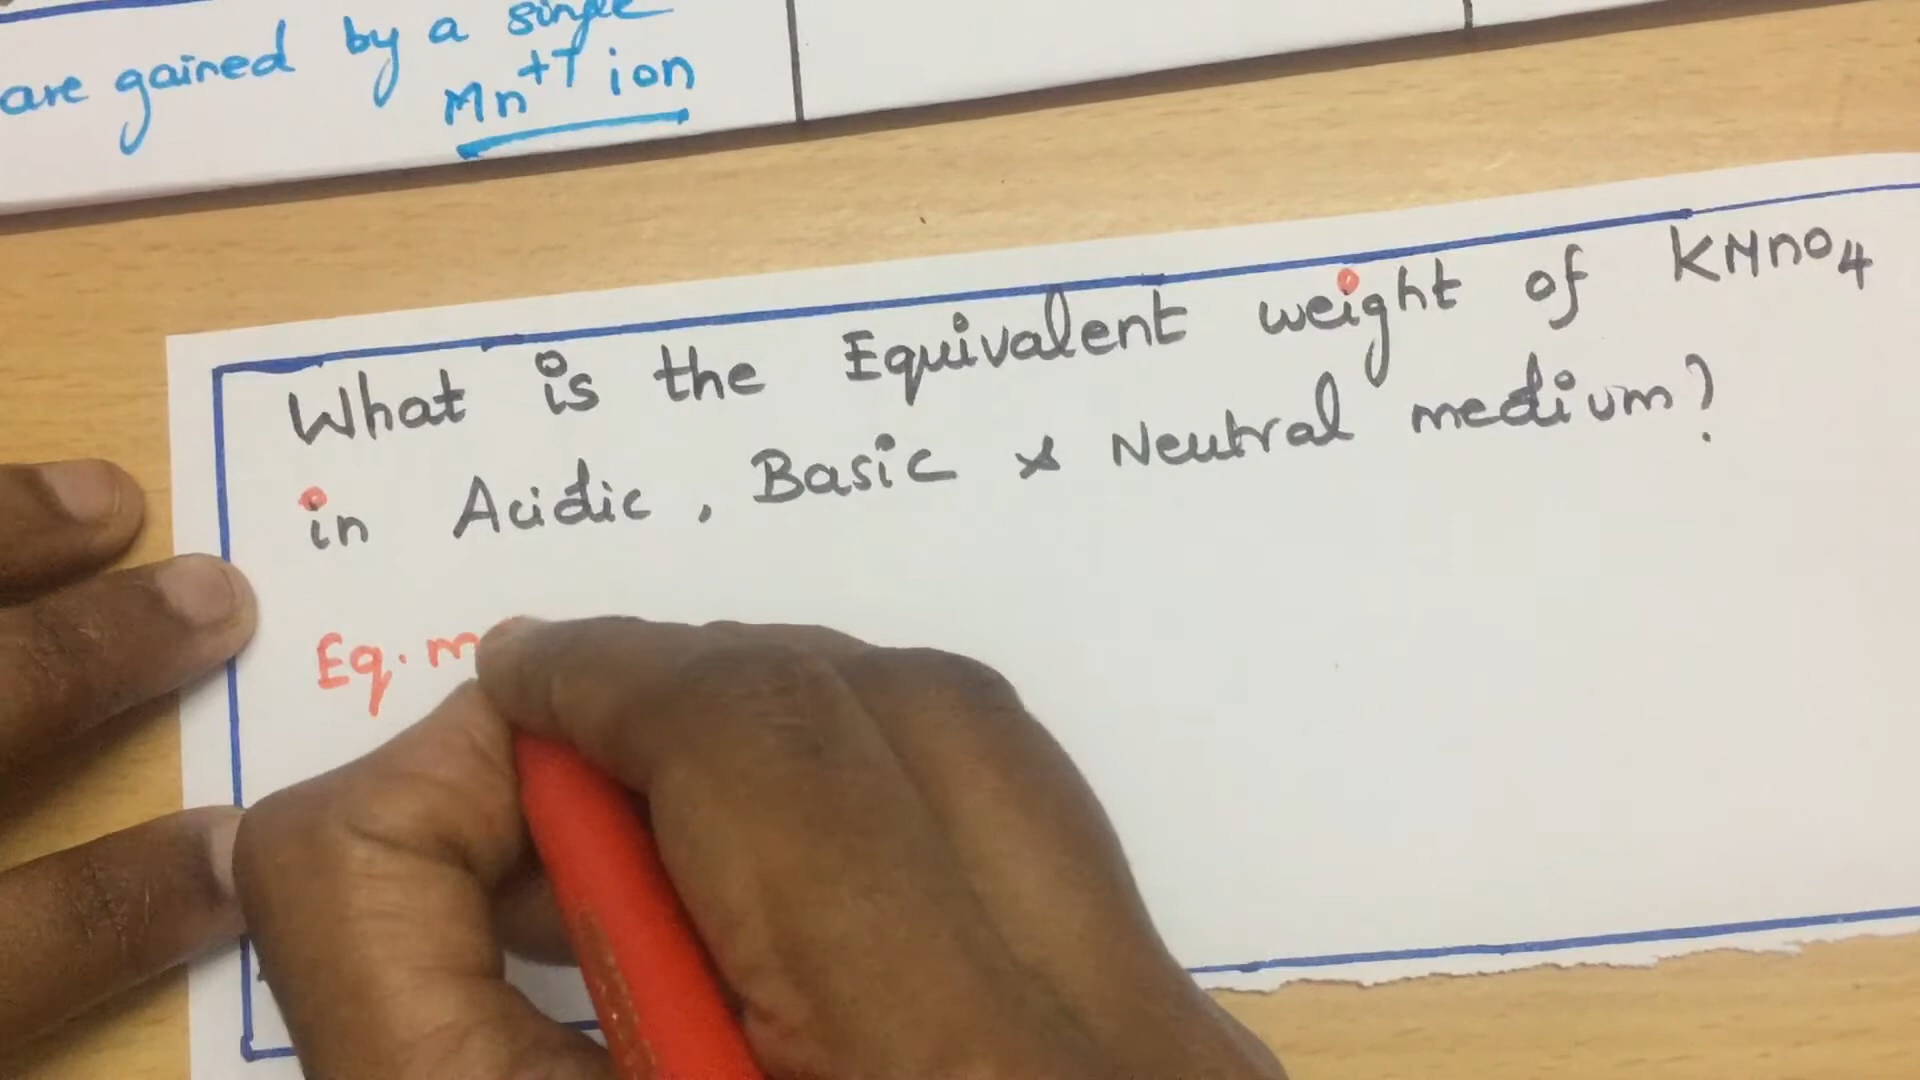 are gained by a single
Mn+7 ion
What is the Equivalent weight of KMnO4
in Acidic, Basic & Neutral medium?
Eq. m